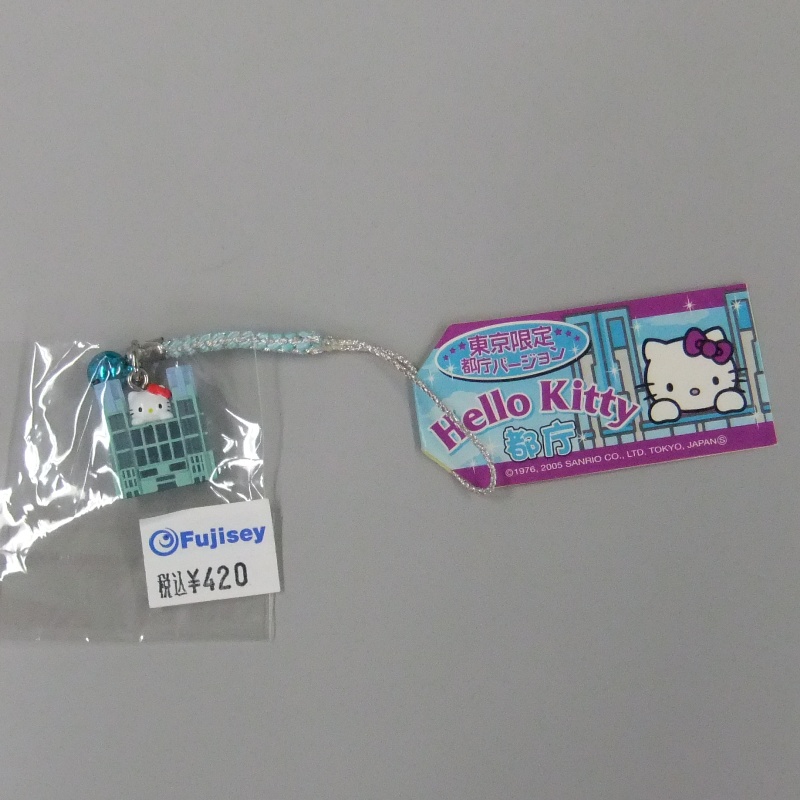 東京限定
都庁バージョン
Hello Kitty
都庁
©1976, 2005 SANRIO CO., LTD. TOKYO, JAPANⓈ
Fujisey
税込¥420